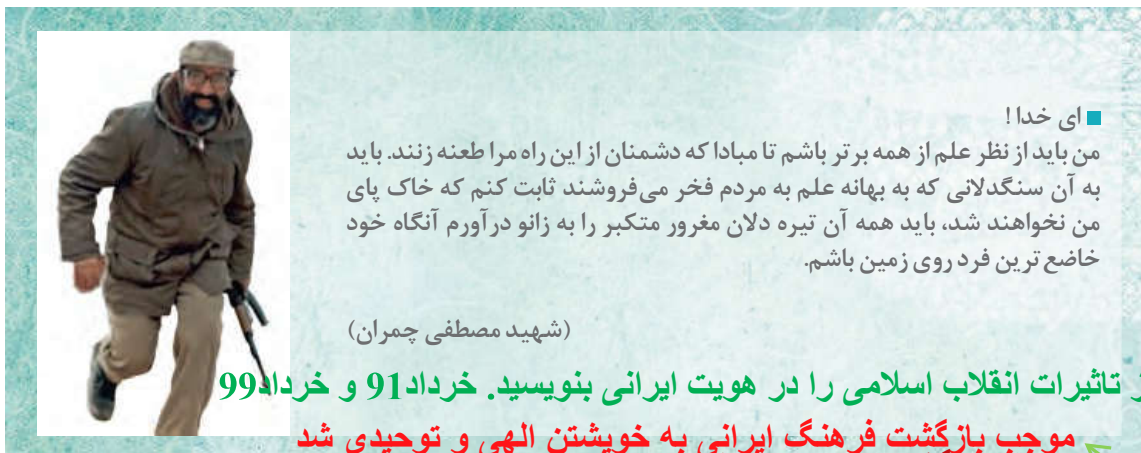 ■ ای خدا!
من باید از نظر علم از همه برتر باشم تا مبادا که دشمنان از این راه مرا طعنه زنند. باید
به آن سنگدلانی که به بهانه علم به مردم فخر می‌فروشند ثابت کنم که خاک پای
من نخواهند شد، باید همه آن تیره دلان مغرور متکبر را به زانو درآورم آنگاه خود
خاضع ترین فرد روی زمین باشم.
(شهید مصطفی چمران)
تاثیرات انقلاب اسلامی را در هویت ایرانی بنویسید. خرداد91 و خرداد99
موجب بازگشت فرهنگ ایرانی به خویشتن الهی و توحیدی شد